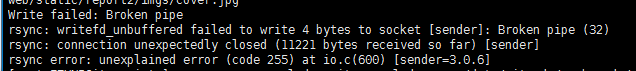 web/static/report2/imgs/cover.jpg
Write failed: Broken pipe
rsync: writefd_unbuffered failed to write 4 bytes to socket [sender]: Broken pipe (32)
rsync: connection unexpectedly closed (11221 bytes received so far) [sender]
rsync error: unexplained error (code 255) at io.c(600) [sender=3.0.6]